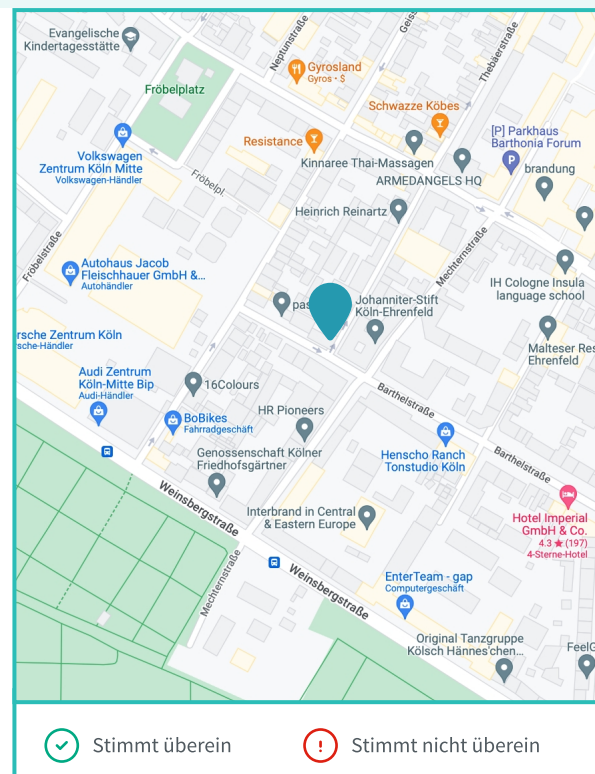 Evangelische
Kindertagesstätte
Neptunstraße
Geiss
Thebäerstraße
Gyrosland
Gyros • $
Fröbelplatz
Schwazze Köbes
Resistance
[P] Parkhaus
Barthonia Forum
P
Volkswagen
Zentrum Köln Mitte
Volkswagen-Händler
Kinnaree Thai-Massagen
ARMEDANGELS HQ
brandung
Fröbelpl.
Heinrich Reinartz
Fröbelstraße
Mechternstraße
Autohaus Jacob
Fleischhauer GmbH &...
Autohändler
IH Cologne Insula
language school
pas
Johanniter-Stift
Köln-Ehrenfeld
rsche Zentrum Köln
sche-Händler
Malteser Res
Ehrenfeld
Audi Zentrum
Köln-Mitte Bip
Audi-Händler
16Colours
Barthelstraße
HR Pioneers
BoBikes
Fahrradgeschäft
Genossenschaft Kölner
Friedhofsgärtner
Henscho Ranch
Tonstudio Köln
Barthelstraße
Weinsbergstraße
Interbrand in Central
& Eastern Europe
Hotel Imperial
GmbH & Co.
4.3 ★ (197)
4-Sterne-Hotel
Mechternstraße
Weinsbergstraße
EnterTeam - gap
Computergeschäft
Original Tanzgruppe
Kölsch Hännes'chen...
FeelG
Stimmt überein
Stimmt nicht überein